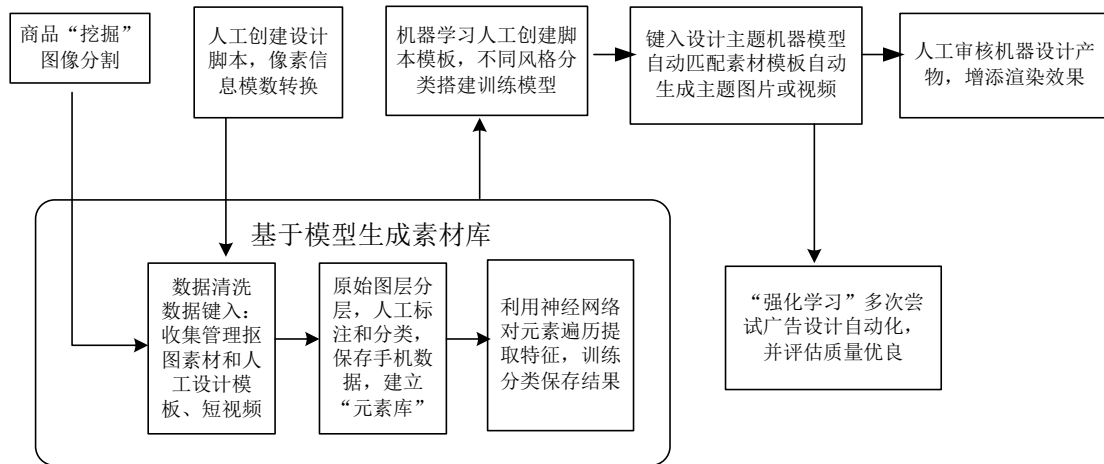 商品“挖掘”
图像分割
人工创建设计
脚本，像素信
息模数转换
机器学习人工创建脚
本模板，不同风格分
类搭建训练模型
键入设计主题机器模型
自动匹配素材模板自动
生成主题图片或视频
人工审核机器设计产
物，增添渲染效果
基于模型生成素材库
数据清洗
数据键入：
收集管理抠
图素材和人
工设计模
板、短视频
原始图层分
层，人工标
注和分类，
保存手机数
据，建立
“元素库”
利用神经网络
对元素遍历提
取特征，训练
分类保存结果
“强化学习”多次尝
试广告设计自动化，
并评估质量优良